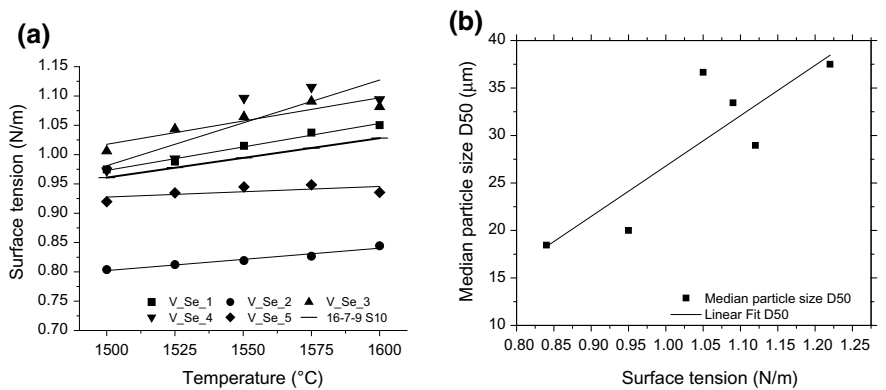 (a)
Surface tension (N/m)
1.15
1.10
1.05
1.00
0.95
0.90
0.85
0.80
0.75
0.70
V_Se_1 V_Se_2 V_Se_3
V_Se_4 V_Se_5 16-7-9 S10
1500 1525 1550 1575 1600
Temperature (°C)
(b)
Median particle size D50 (μm)
40
35
30
25
20
15
10
Median particle size D50
Linear Fit D50
0.80 0.85 0.90 0.95 1.00 1.05 1.10 1.15 1.20 1.25
Surface tension (N/m)